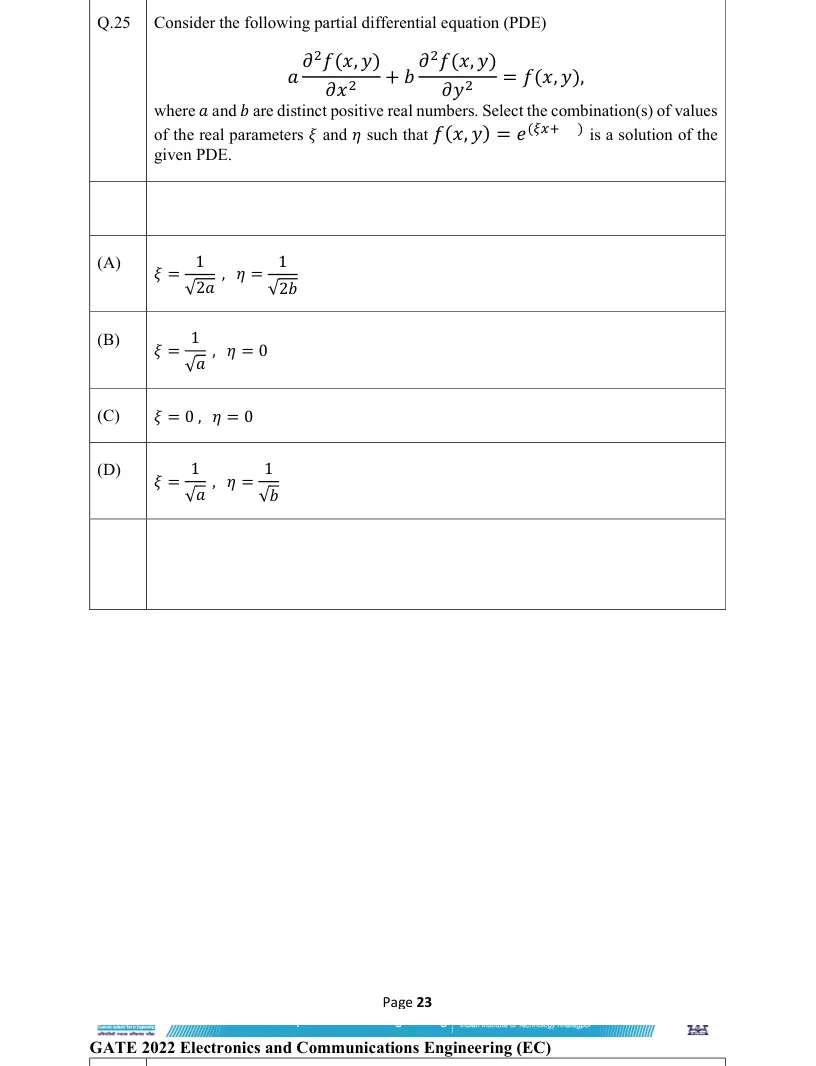 Q.25 Consider the following partial differential equation (PDE)
a ∂²f(x, y)/∂x² + b ∂²f(x, y)/∂y² = f(x, y),
where a and b are distinct positive real numbers. Select the combination(s) of values
of the real parameters ξ and η such that f(x, y) = e^(ξx+ ) is a solution of the
given PDE.
(A) ξ = 1/√2a , η = 1/√2b
(B) ξ = 1/√a , η = 0
(C) ξ = 0 , η = 0
(D) ξ = 1/√a , η = 1/√b
Page 23
GATE 2022 Electronics and Communications Engineering (EC)